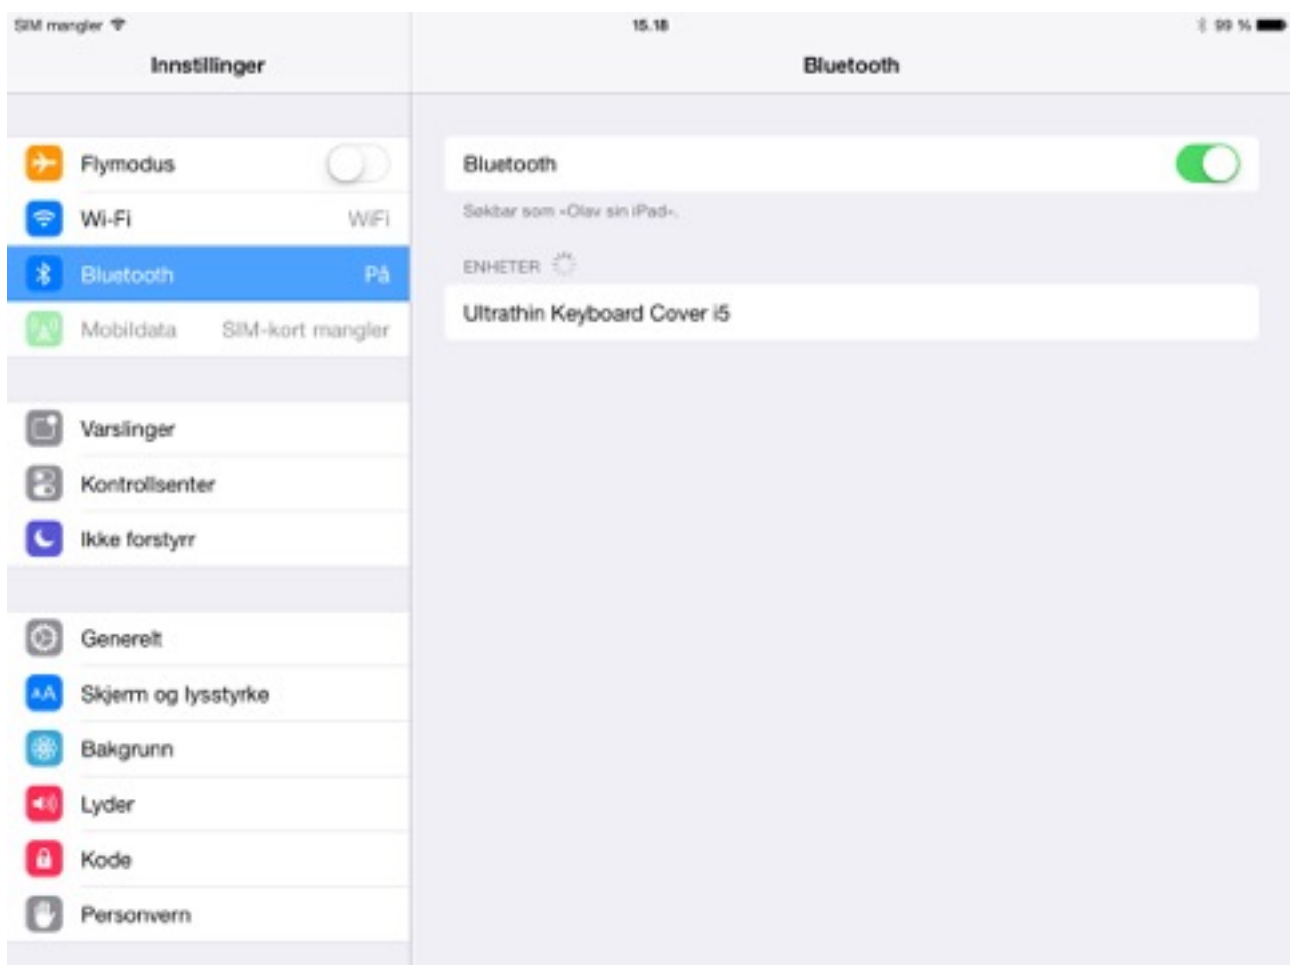 SIM mangler
15.18
99 %
Innstillinger
Bluetooth
Flymodus
Wi-Fi WiFi
Bluetooth På
Mobildata SIM-kort mangler
Varslinger
Kontrollsenter
Ikke forstyrr
Generelt
AA Skjerm og lysstyrke
Bakgrunn
Lyder
Kode
Personvern
Bluetooth
Søkbar som «Olav sin iPad».
ENHETER
Ultrathin Keyboard Cover i5